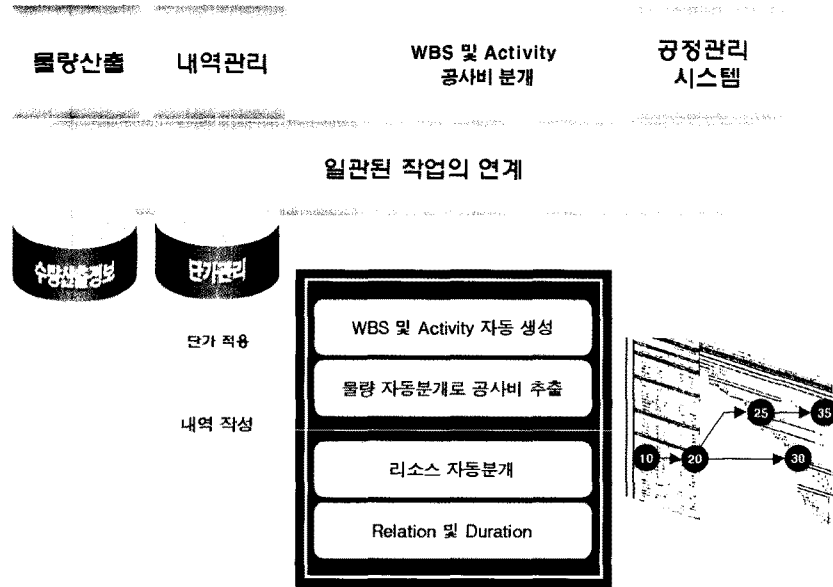 물량산출
내역관리
WBS 및 Activity
공사비 분개
공정관리
시스템
일관된 작업의 연계
수량산출정보
단가관리
단가 적용
내역 작성
WBS 및 Activity 자동 생성
물량 자동분개로 공사비 추출
리소스 자동분개
Relation 및 Duration
10
20
25
35
30